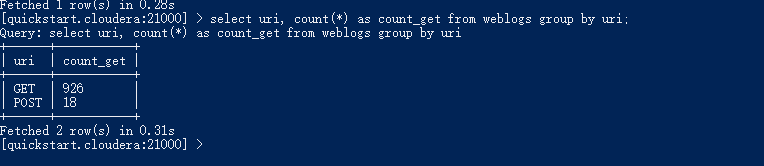 Fetched 1 row(s) in 0.28s
[quickstart.cloudera:21000] > select uri, count(*) as count_get from weblogs group by uri;
Query: select uri, count(*) as count_get from weblogs group by uri
+------+-----------+
| uri | count_get |
+------+-----------+
| GET | 926 |
| POST | 18 |
+------+-----------+
Fetched 2 row(s) in 0.31s
[quickstart.cloudera:21000] >